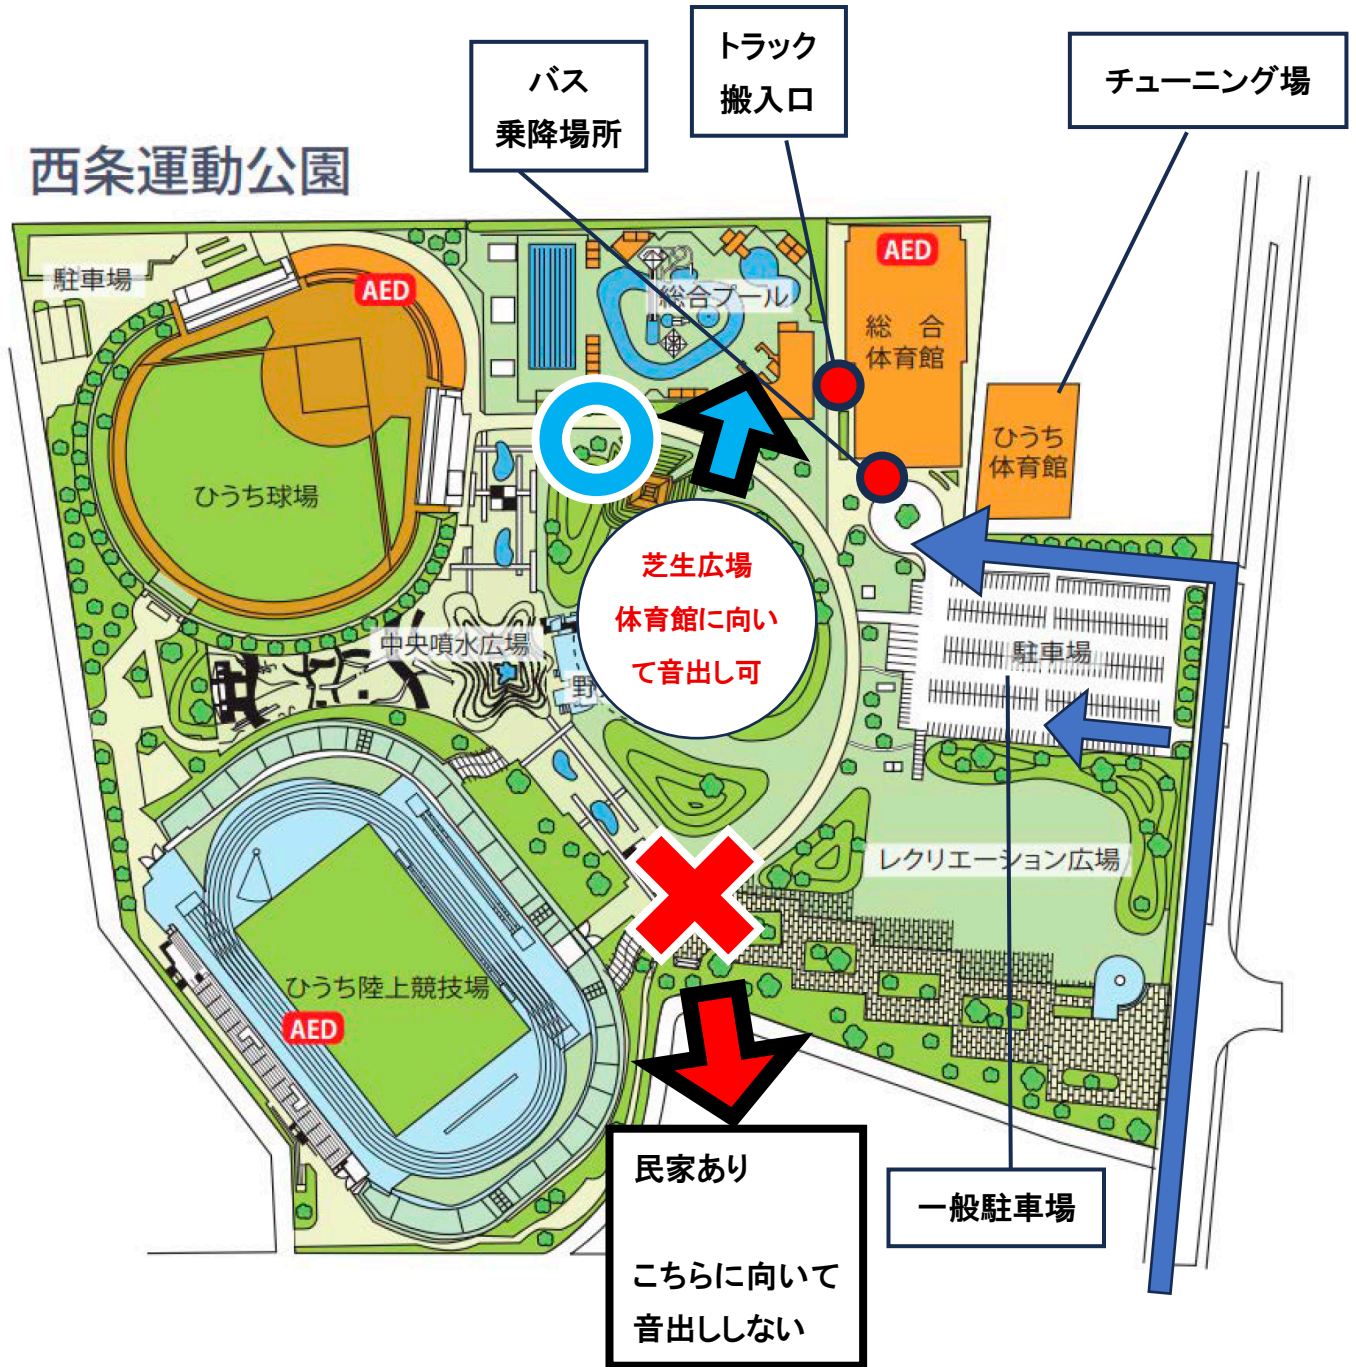 トラック
搬入口
バス
乗降場所
チューニング場
西条運動公園
駐車場
AED
総合プール
AED
総 合
体育館
ひうち
体育館
ひうち球場
芝生広場
体育館に向い
て音出し可
中央噴水広場
野
駐車場
レクリエーション広場
ひうち陸上競技場
AED
民家あり
こちらに向いて
音出ししない
一般駐車場